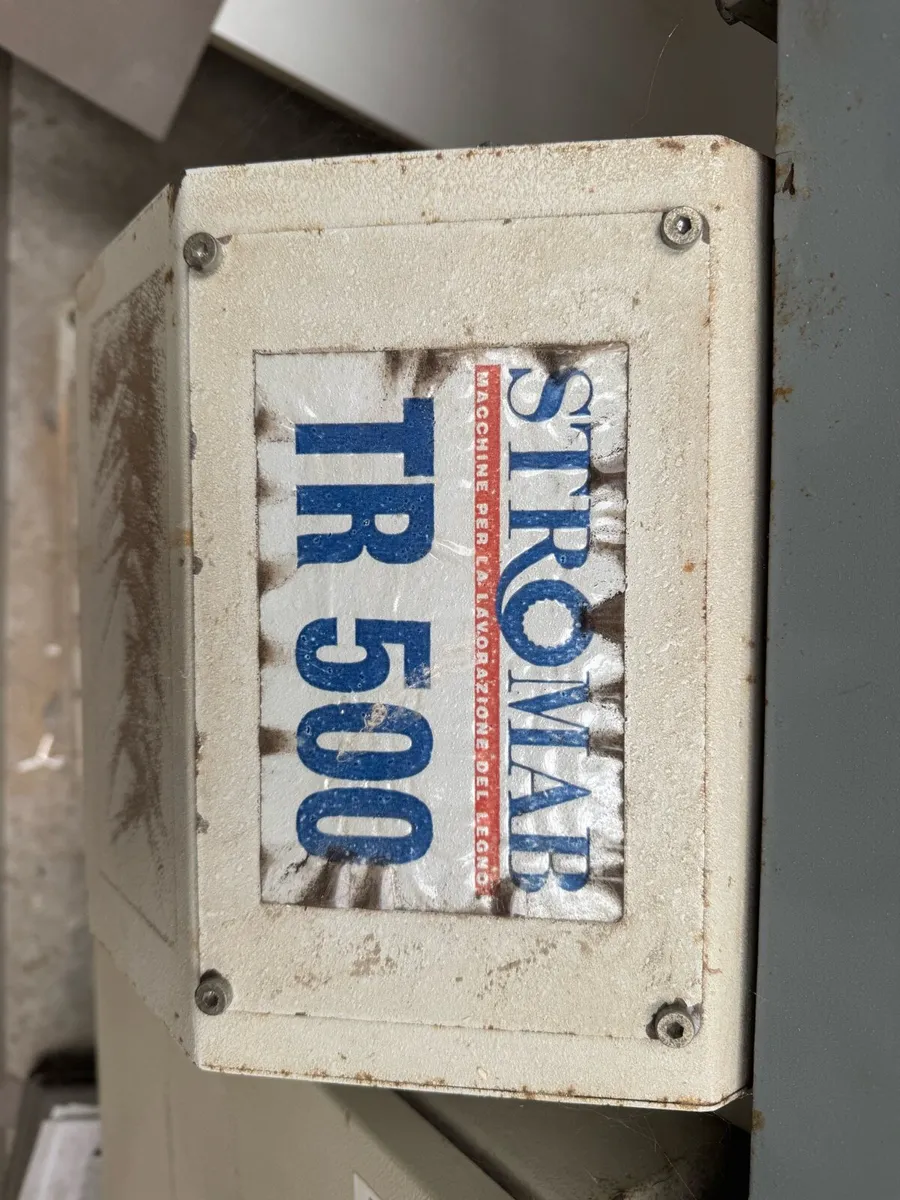 STROMAB
MACCHINE PER LA LAVORAZIONE DEL LEGNO
TR 500